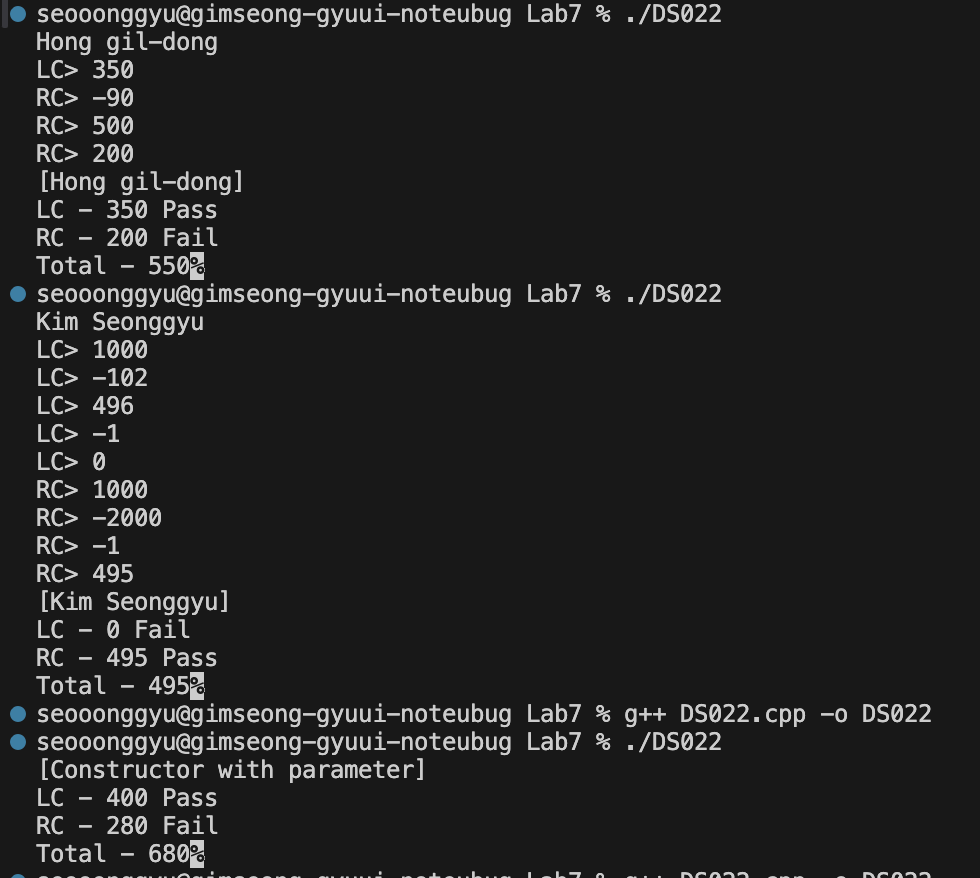 seooonggyu@gimseong-gyuui-noteubug Lab7 % ./DS022
Hong gil-dong
LC> 350
RC> -90
RC> 500
RC> 200
[Hong gil-dong]
LC - 350 Pass
RC - 200 Fail
Total - 550%
seooonggyu@gimseong-gyuui-noteubug Lab7 % ./DS022
Kim Seonggyu
LC> 1000
LC> -102
LC> 496
LC> -1
LC> 0
RC> 1000
RC> -2000
RC> -1
RC> 495
[Kim Seonggyu]
LC - 0 Fail
RC - 495 Pass
Total - 495%
seooonggyu@gimseong-gyuui-noteubug Lab7 % g++ DS022.cpp -o DS022
seooonggyu@gimseong-gyuui-noteubug Lab7 % ./DS022
[Constructor with parameter]
LC - 400 Pass
RC - 280 Fail
Total - 680%